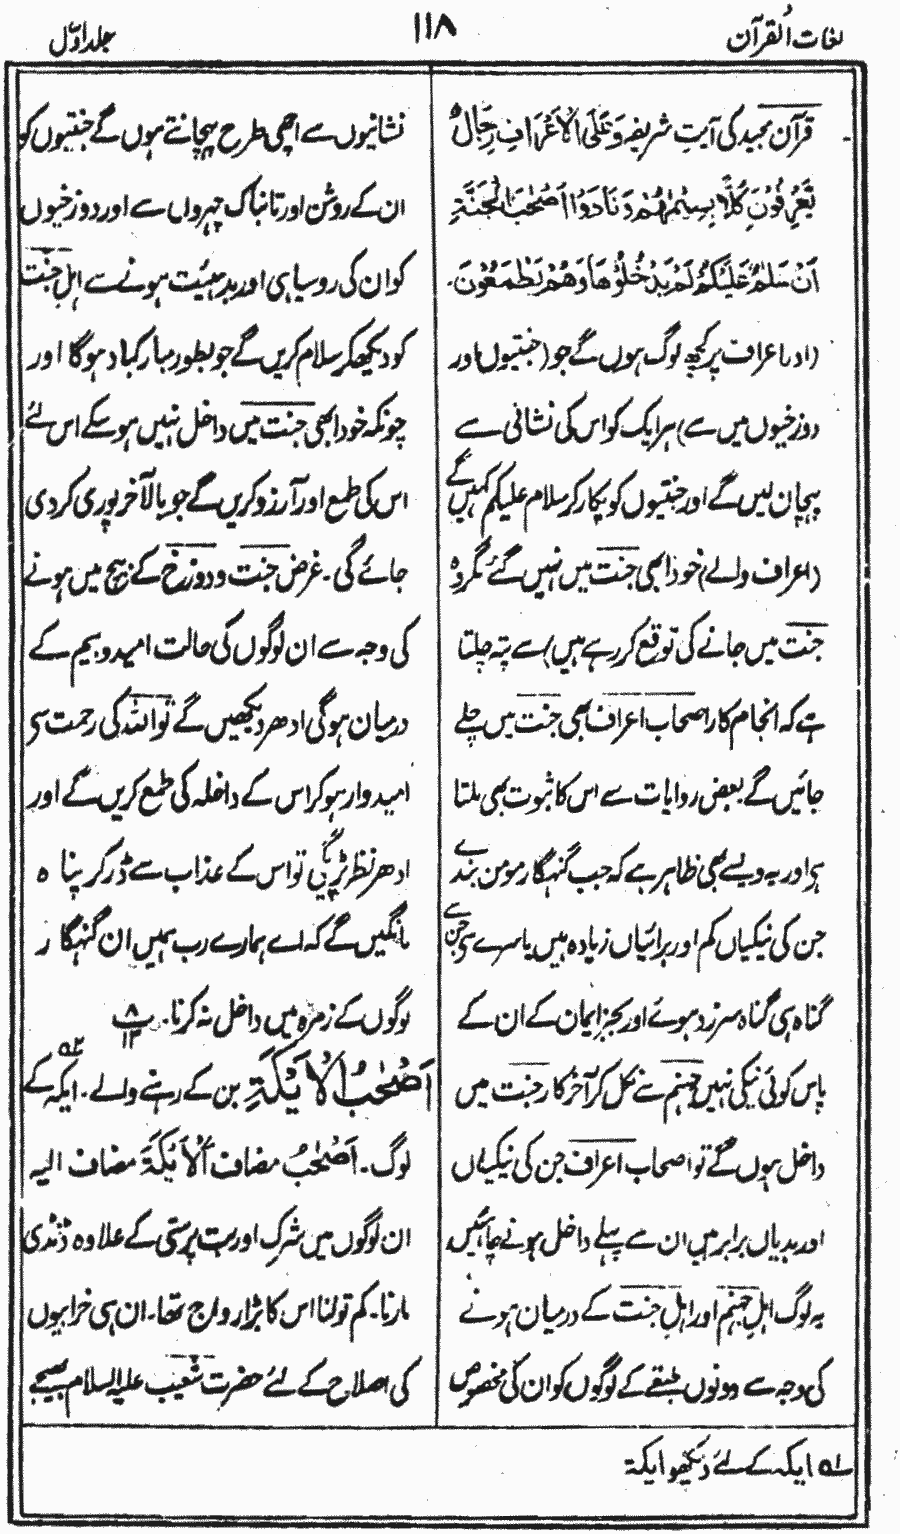 لغات القرآن
۱۱۸
جلد اوّل
قرآن مجید کی آیتِ شریفہ وَعَلَى الْاَعْرَافِ رِجَالٌ
يَّعْرِفُوْنَ كُلًّۢا بِسِيْمٰىهُمْ وَنَادَوْا اَصْحٰبَ الْجَنَّةِ
اَنْ سَلٰمٌ عَلَيْكُمْ لَمْ يَدْخُلُوْهَا وَهُمْ يَطْمَعُوْنَ۔
(اور اعراف پر کچھ لوگ ہوں گے جو (جنتیوں اور
دوزخیوں میں سے) ہر ایک کو اس کی نشانی سے
پہچان لیں گے اور جنتیوں کو پکار کر سلام علیکم کہیں گے
(اعراف والے) خود ابھی جنت میں نہیں گئے مگر وہ
جنت میں جانے کی توقع کر رہے ہیں) سے پتہ چلتا
ہے کہ انجام کار اصحاب اعراف بھی جنت میں چلے
جائیں گے بعض روایات سے اس کا ثبوت بھی ملتا
ہے اور یہ ویسے بھی ظاہر ہے کہ جب گنہگار مومن بندے
جن کی نیکیاں کم اور برائیاں زیادہ ہیں یا سرے سے جن سے
گناہ ہی گناہ سرزد ہوئے اور بجز ایمان کے ان کے
پاس کوئی نیکی نہیں جہنم سے نکل کر آخر کار جنت میں
داخل ہوں گے تو اصحاب اعراف جن کی نیکیاں
اور بدیاں برابر ہیں ان سے پہلے داخل ہونے چاہئیں
یہ لوگ اہلِ جہنم اور اہلِ جنت کے درمیان ہونے
کی وجہ سے دونوں طبقے کے لوگوں کو ان کی مخصوص
نشانیوں سے اچھی طرح پہچانتے ہوں گے جنتیوں کو
ان کے روشن اور تابناک چہروں سے اور دوزخیوں
کو ان کی روسیاہی اور بدہیئت ہونے سے اہلِ جنت
کو دیکھ کر سلام کریں گے جو بطور مبارکباد ہوگا اور
چونکہ خود ابھی جنت میں داخل نہیں ہو سکے اس لئے
اس کی طمع اور آرزو کریں گے جو بالآخر پوری کر دی
جائے گی۔ غرض جنت و دوزخ کے بیچ میں ہونے
کی وجہ سے ان لوگوں کی حالت امید و بیم کے
درمیان ہوگی ادھر دیکھیں گے تو اللہ کی رحمت سے
امیدوار ہو کر اس کے داخلہ کی طمع کریں گے اور
ادھر نظر پڑے گی تو اس کے عذاب سے ڈر کر پناہ
مانگیں گے کہ اے ہمارے رب ہمیں ان گنہگار
لوگوں کے زمرہ میں داخل نہ کرنا۔ ۸ پ ۱۲
اَصْحٰبُ الْاَيْكَةِ بن کے رہنے والے۔ ایکہ کے
لوگ۔ اَصْحٰبُ مضاف اَلْاَيْكَةَ مضاف الیہ
ان لوگوں میں شرک اور بت پرستی کے علاوہ ڈنڈی
مارنا۔ کم تولنا اس کا بڑا رواج تھا۔ ان ہی خرابیوں
کی اصلاح کے لئے حضرت شعیب علیہ السلام بھیجے
ایکہ کے لئے دیکھو ایکۃ